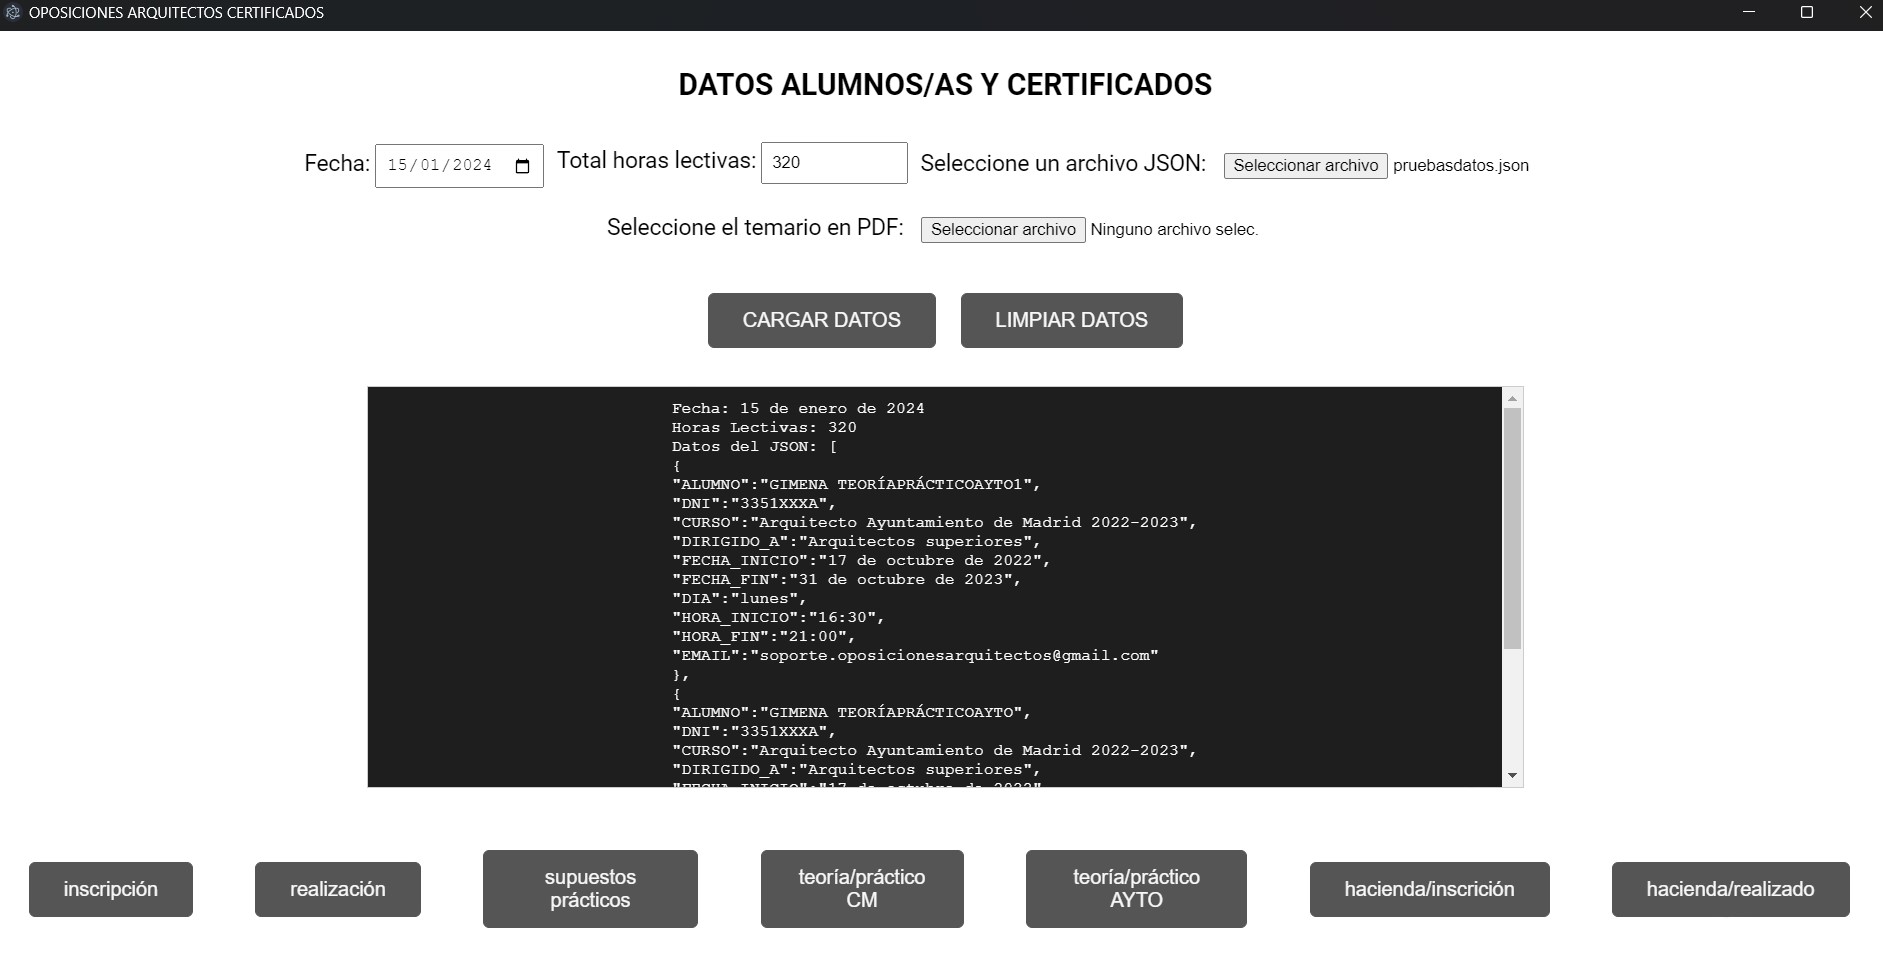 OPOSICIONES ARQUITECTOS CERTIFICADOS
DATOS ALUMNOS/AS Y CERTIFICADOS
Fecha: 15/01/2024 Total horas lectivas: 320 Seleccione un archivo JSON: Seleccionar archivo pruebasdatos.json
Seleccione el temario en PDF: Seleccionar archivo Ninguno archivo selec.
CARGAR DATOS LIMPIAR DATOS
Fecha: 15 de enero de 2024
Horas Lectivas: 320
Datos del JSON: [
{
"ALUMNO":"GIMENA TEORÍAPRÁCTICOAYTO1",
"DNI":"3351XXXA",
"CURSO":"Arquitecto Ayuntamiento de Madrid 2022-2023",
"DIRIGIDO_A":"Arquitectos superiores",
"FECHA_INICIO":"17 de octubre de 2022",
"FECHA_FIN":"31 de octubre de 2023",
"DIA":"lunes",
"HORA_INICIO":"16:30",
"HORA_FIN":"21:00",
"EMAIL":"soporte.oposicionesarquitectos@gmail.com"
},
{
"ALUMNO":"GIMENA TEORÍAPRÁCTICOAYTO",
"DNI":"3351XXXA",
"CURSO":"Arquitecto Ayuntamiento de Madrid 2022-2023",
"DIRIGIDO_A":"Arquitectos superiores",
"FECHA_INICIO":"17 de octubre de 2022"
inscripción
realización
supuestos
prácticos
teoría/práctico
CM
teoría/práctico
AYTO
hacienda/inscrición
hacienda/realizado